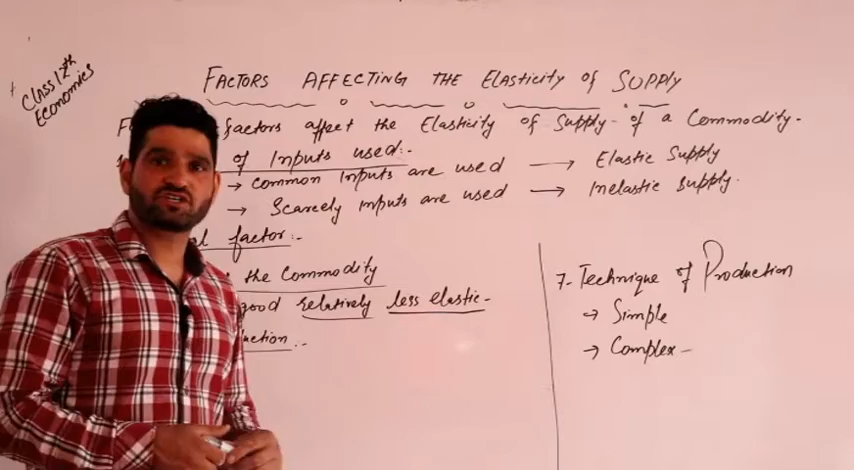 Class 12th
Economics
FACTORS AFFECTING THE ELASTICITY OF SUPPLY
factors affect the Elasticity of Supply of a Commodity.
of Inputs used:-
→ Common Inputs are used → Elastic Supply
→ Scarcely inputs are used → Inelastic Supply.
al factor:-
the Commodity
good relatively less elastic-
uction:-
7. Technique of Production
→ Simple
→ Complex -